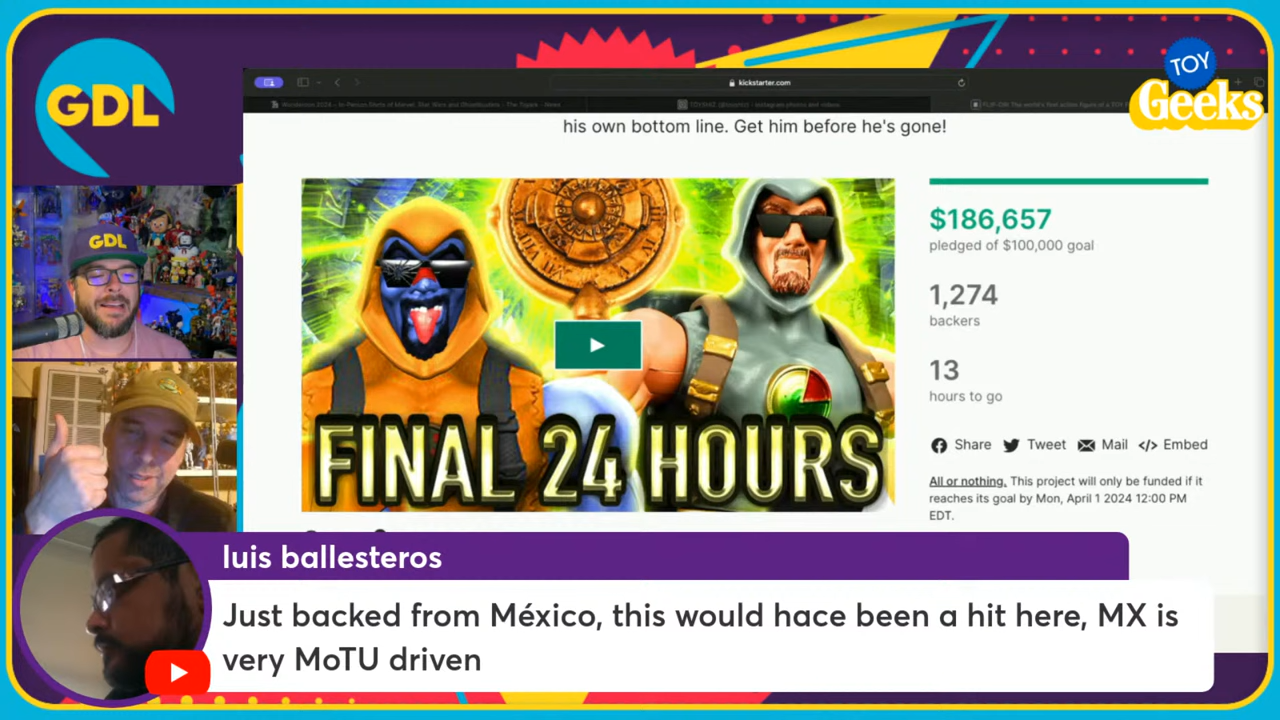 GDL
TOY
Geeks
kickstarter.com
his own bottom line. Get him before he's gone!
GDL
FINAL 24 HOURS
$186,657
pledged of $100,000 goal
1,274
backers
13
hours to go
Share Tweet Mail </> Embed
All or nothing. This project will only be funded if it
reaches its goal by Mon, April 1 2024 12:00 PM
EDT.
luis ballesteros
Just backed from México, this would hace been a hit here, MX is
very MoTU driven